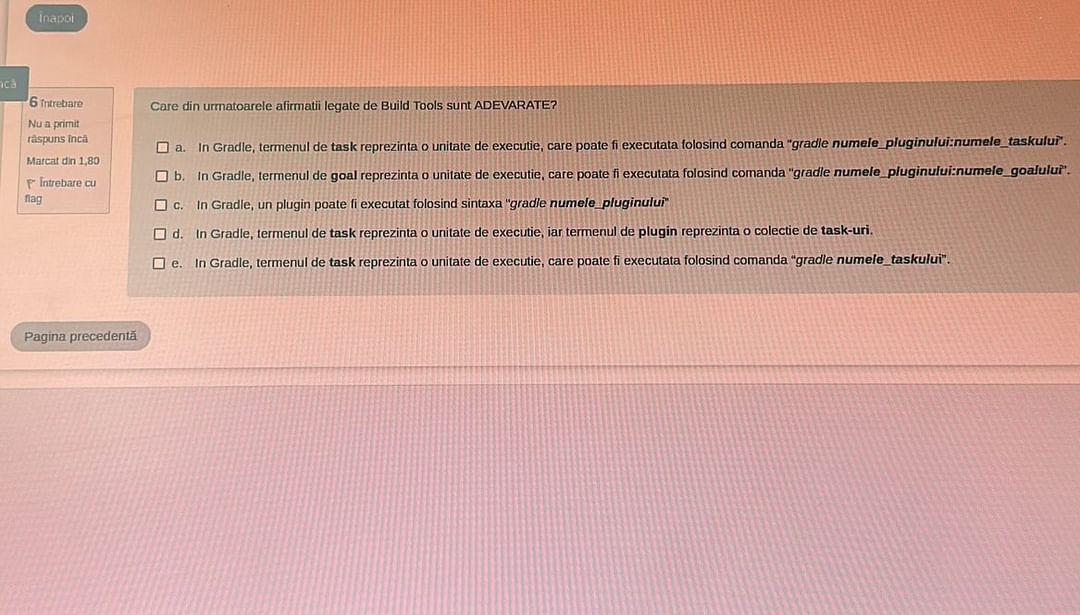 Înapoi
acă
6 Întrebare
Nu a primit
răspuns încă
Marcat din 1,80
Întrebare cu
flag
Care din urmatoarele afirmatii legate de Build Tools sunt ADEVARATE?
a. In Gradle, termenul de task reprezinta o unitate de executie, care poate fi executata folosind comanda "gradle numele_pluginului:numele_taskului".
b. In Gradle, termenul de goal reprezinta o unitate de executie, care poate fi executata folosind comanda "gradle numele_pluginului:numele_goalului".
c. In Gradle, un plugin poate fi executat folosind sintaxa "gradle numele_pluginului"
d. In Gradle, termenul de task reprezinta o unitate de executie, iar termenul de plugin reprezinta o colectie de task-uri.
e. In Gradle, termenul de task reprezinta o unitate de executie, care poate fi executata folosind comanda "gradle numele_taskului".
Pagina precedentă